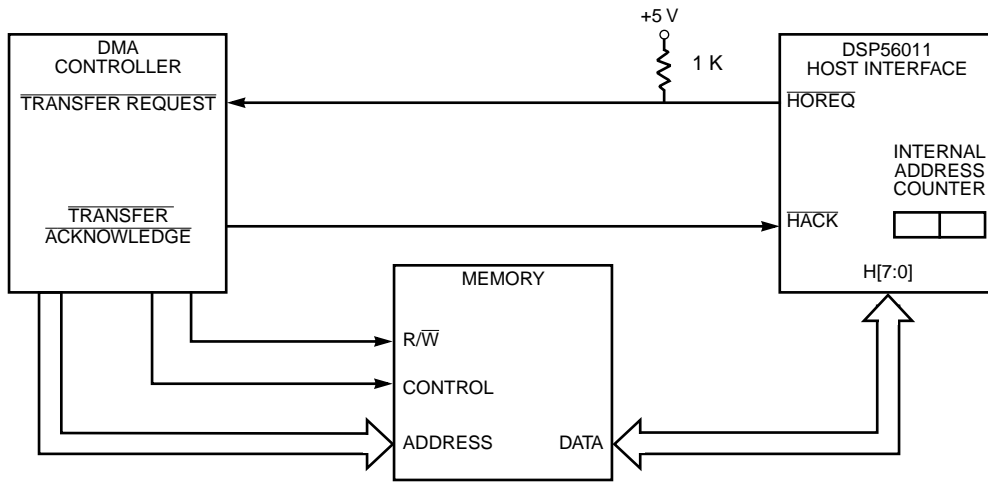 +5 V
1 K
DMA
CONTROLLER
TRANSFER REQUEST
TRANSFER
ACKNOWLEDGE
DSP56011
HOST INTERFACE
HOREQ
INTERNAL
ADDRESS
COUNTER
HACK
H[7:0]
MEMORY
R/W
CONTROL
ADDRESS
DATA